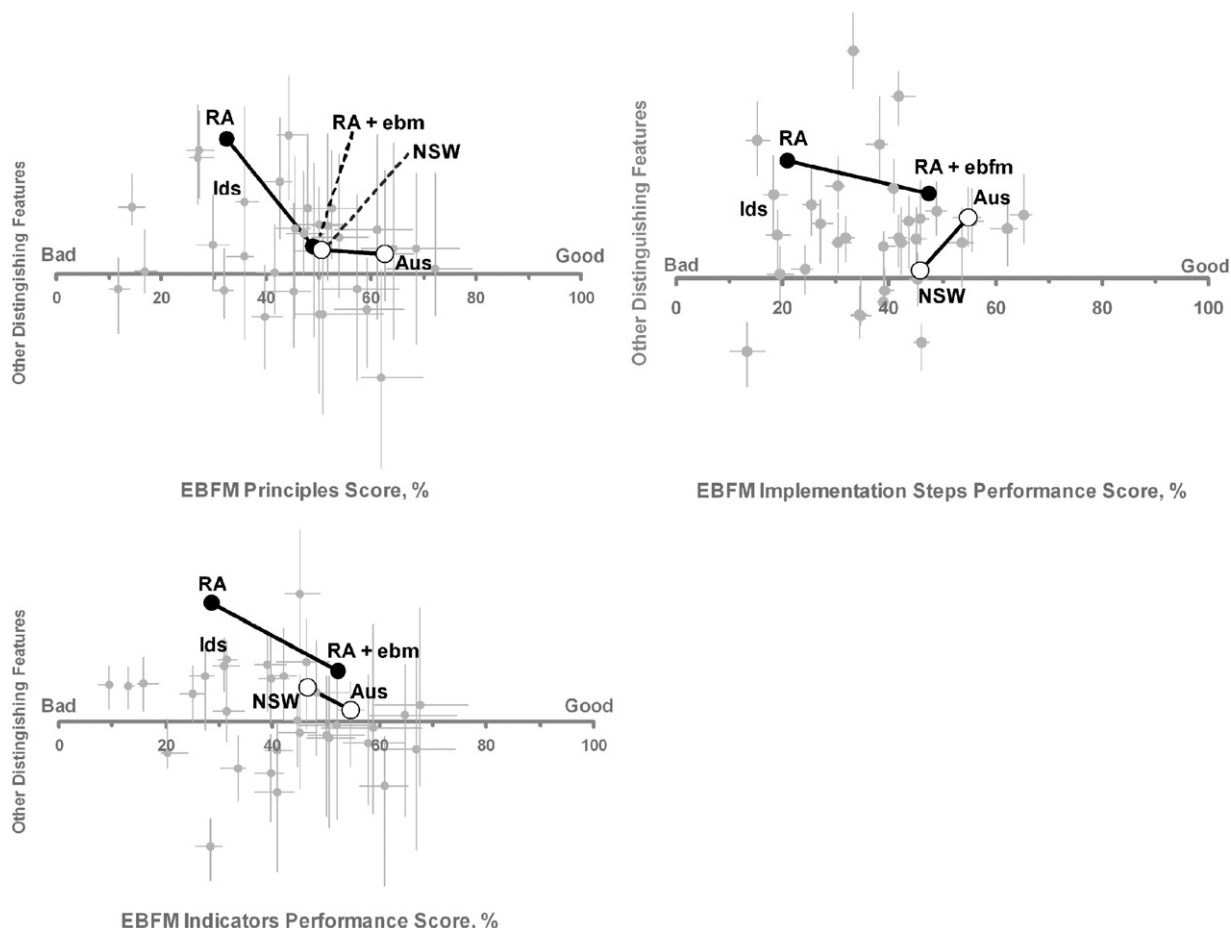 Other Distingishing Features
RA
RA + ebm
NSW
Ids
Bad
Good
Aus
0 20 40 60 80 100
EBFM Principles Score, %
Other Distinguishing Features
RA
RA + ebfm
Aus
Ids
Bad
Good
NSW
0 20 40 60 80 100
EBFM Implementation Steps Performance Score, %
Other Distinguishing Features
RA
Ids
RA + ebm
NSW
Aus
Bad
Good
0 20 40 60 80 100
EBFM Indicators Performance Score, %